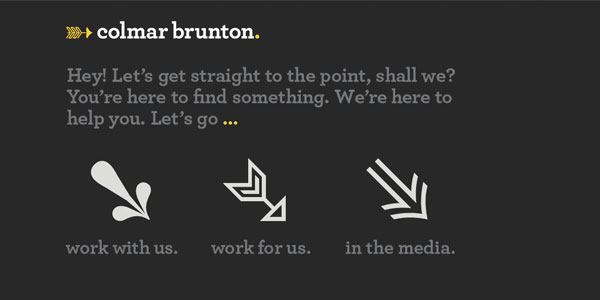 colmar brunton.
Hey! Let's get straight to the point, shall we?
You're here to find something. We're here to
help you. Let's go ...
work with us. work for us. in the media.